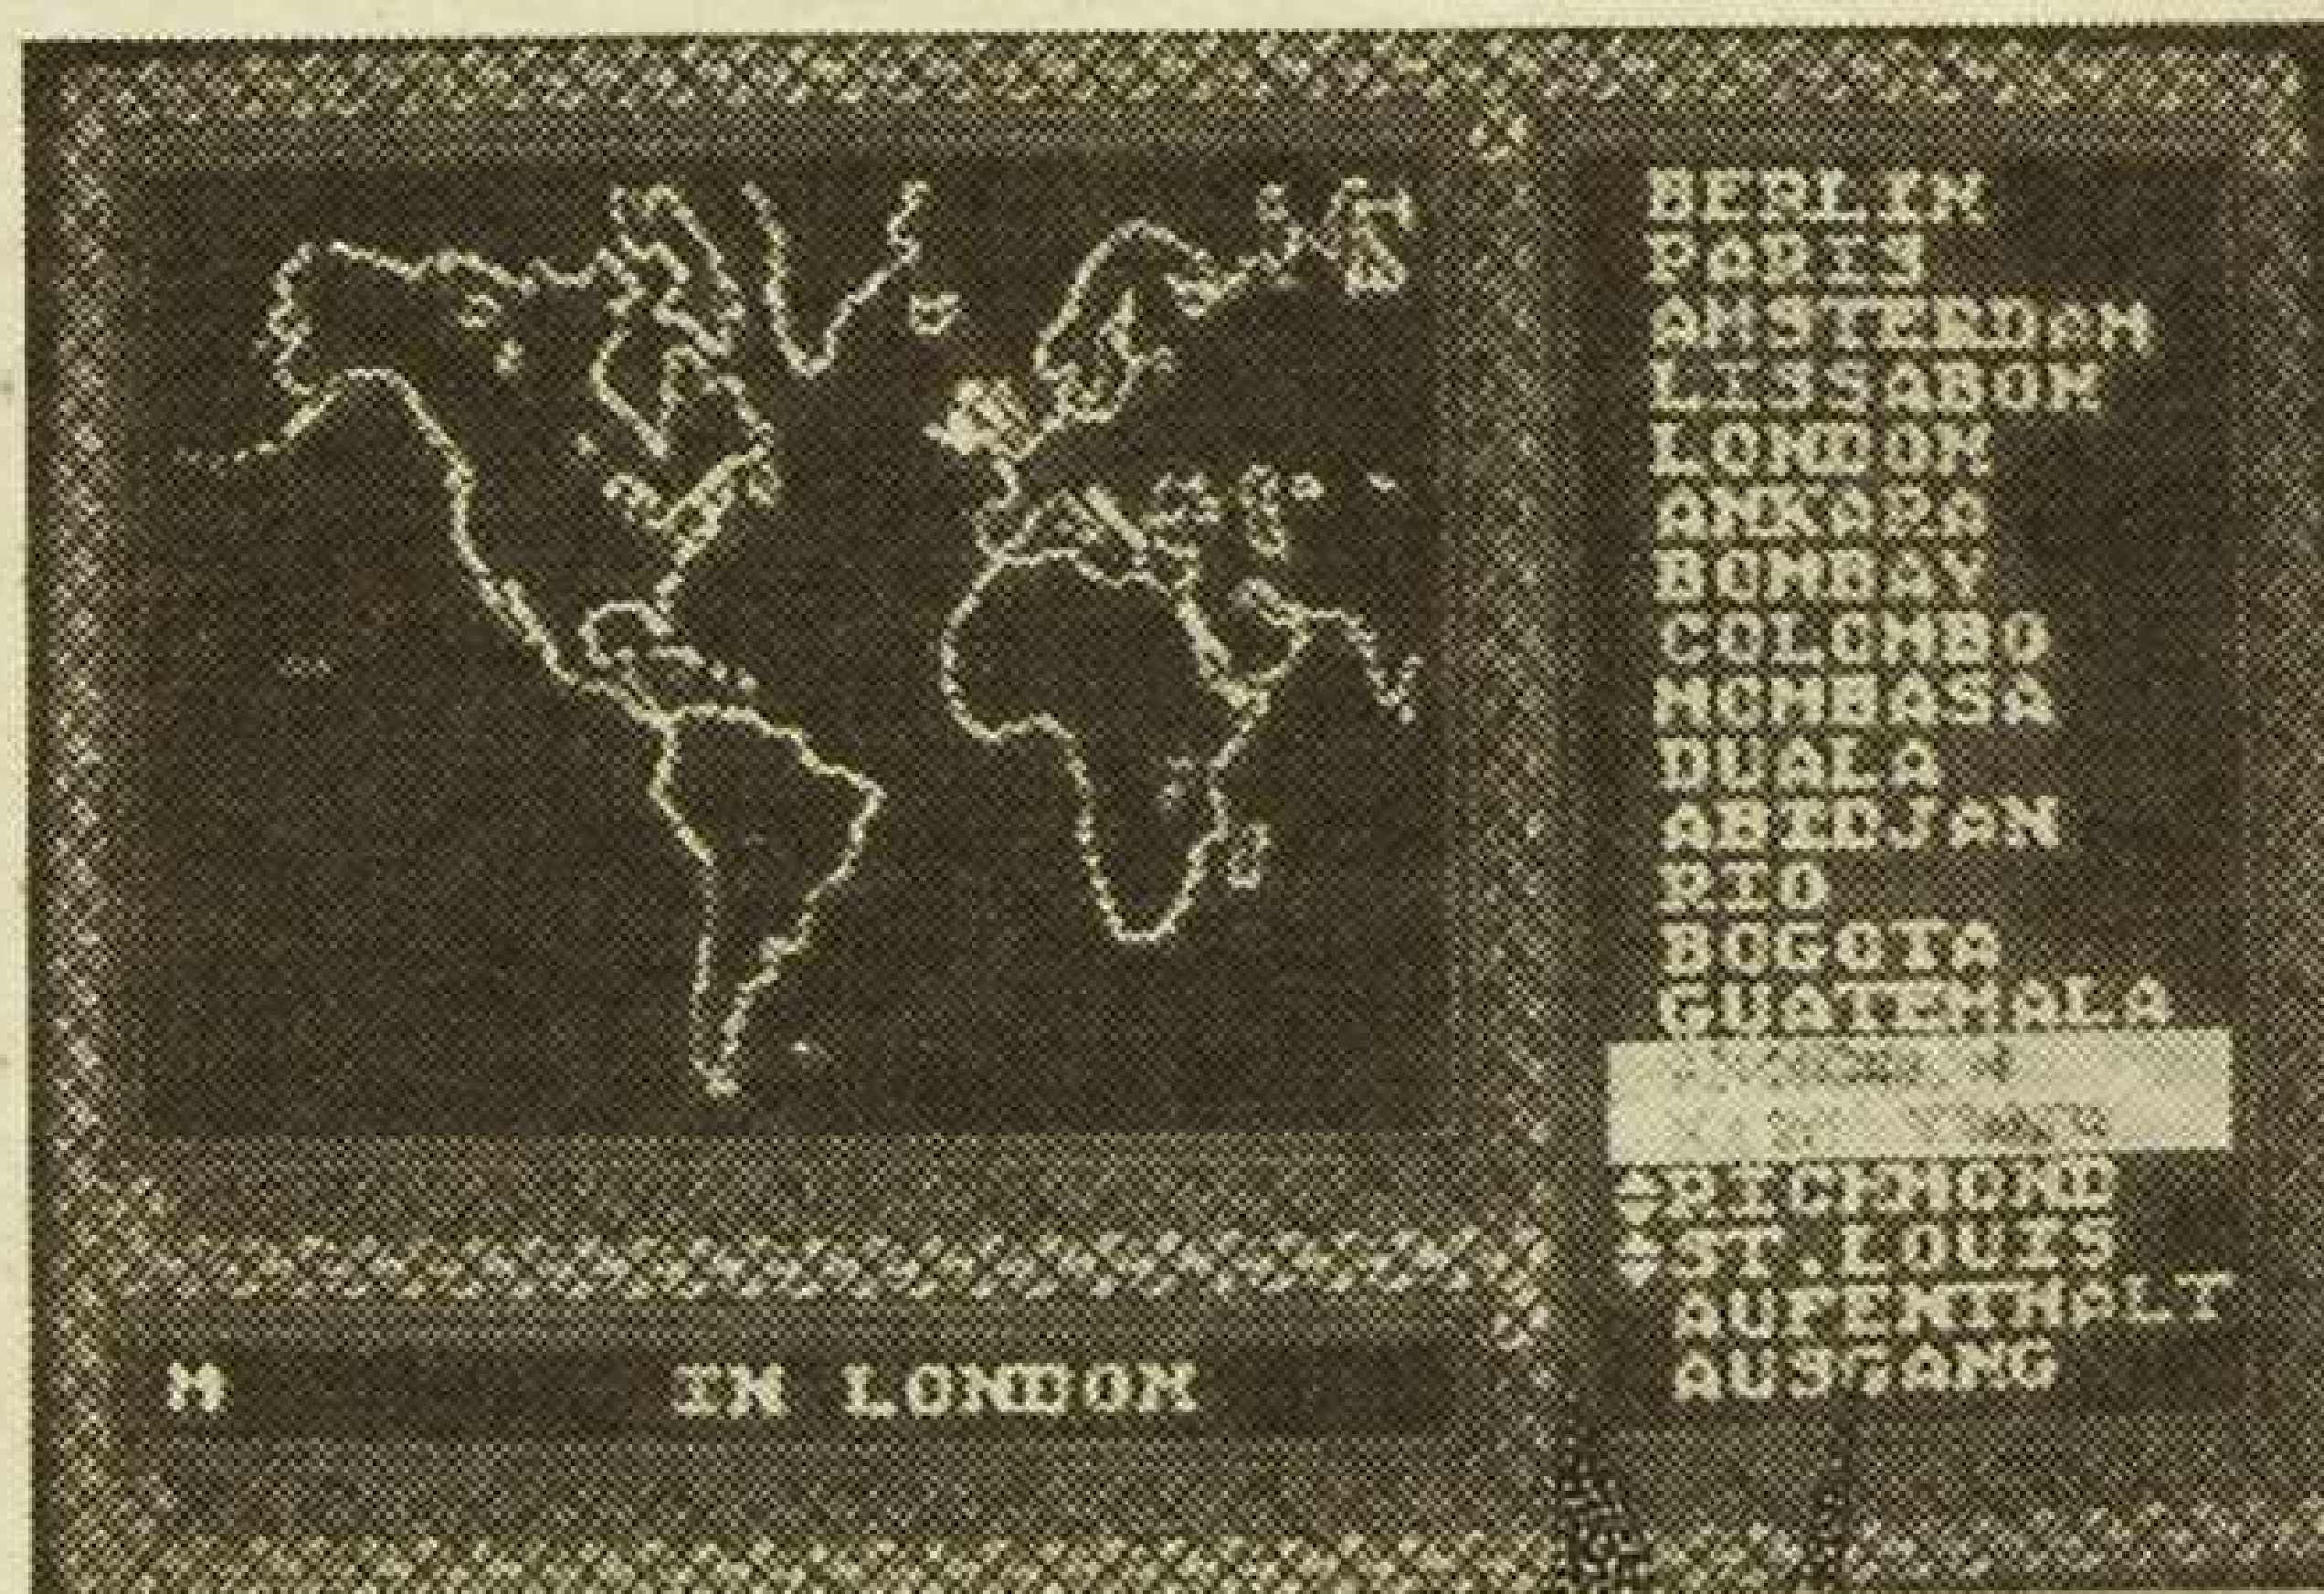 BERLIN
PARIS
AMSTERDAM
LISSABON
LONDON
ANKARA
BOMBAY
COLOMBO
MOMBASA
DUALA
ABIDJAN
RIO
BOGOTA
GUATEMALA
RICHMOND
ST.LOUIS
AUFENTHALT
AUSGANG
M
IN LONDON